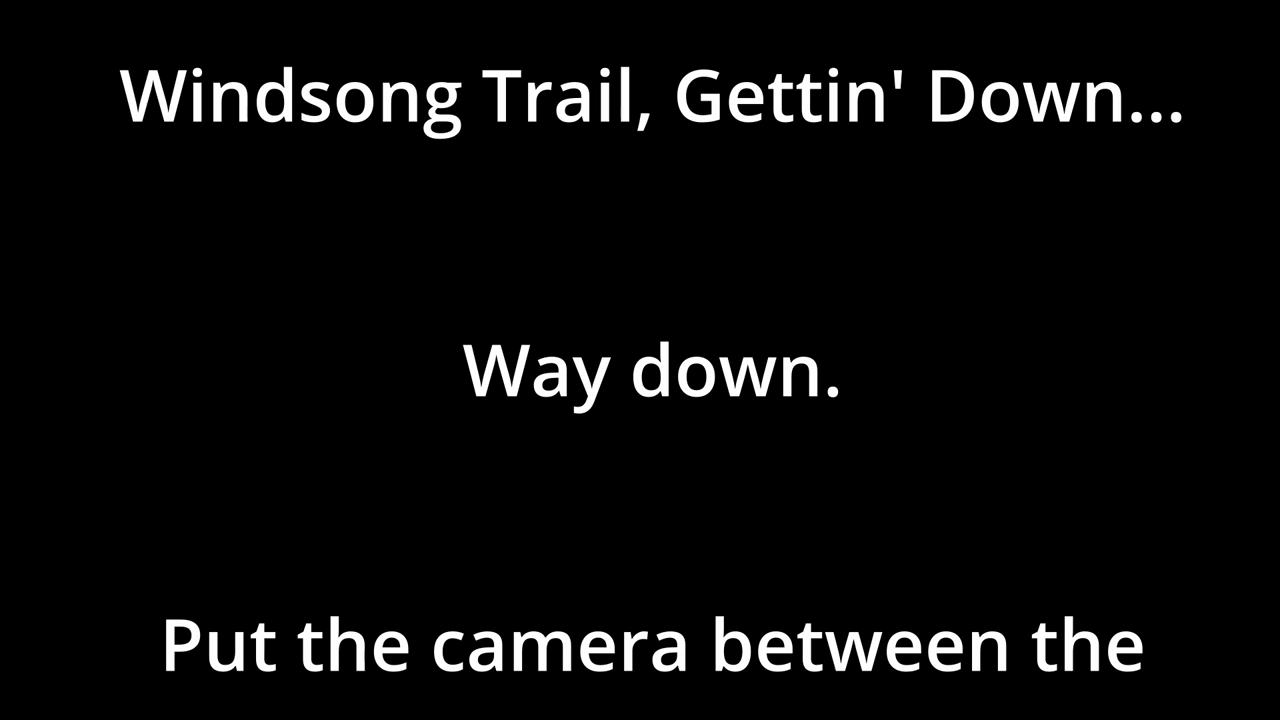 Windsong Trail, Gettin' Down...
Way down.
Put the camera between the